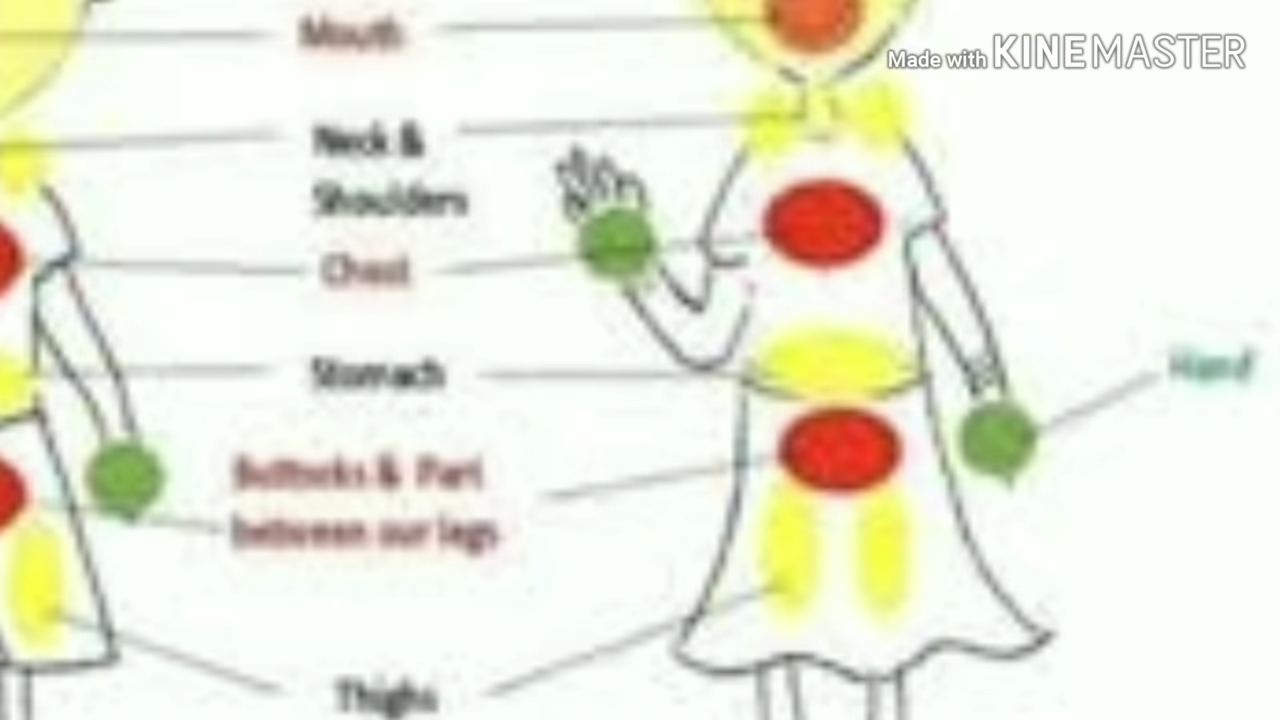 Mouth
Made with KINEMASTER
Neck &
Shoulders
Chest
Stomach
Hand
Buttocks & Part
between our legs
Thighs